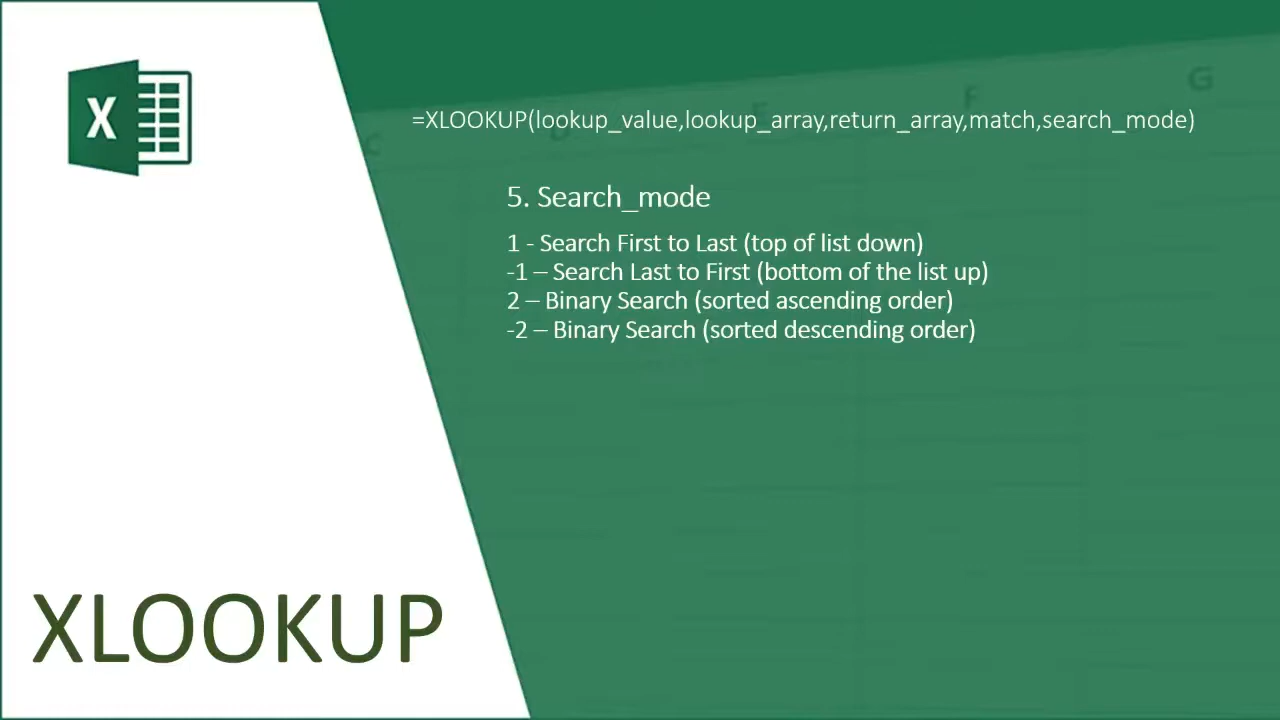 X
C
D
E
F
G
=XLOOKUP(lookup_value,lookup_array,return_array,match,search_mode)
5. Search_mode
1 - Search First to Last (top of list down)
-1 – Search Last to First (bottom of the list up)
2 – Binary Search (sorted ascending order)
-2 – Binary Search (sorted descending order)
XLOOKUP